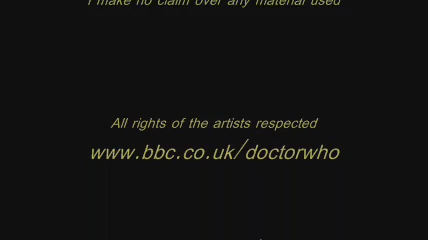 I make no claim over any material used
All rights of the artists respected
www.bbc.co.uk/doctorwho